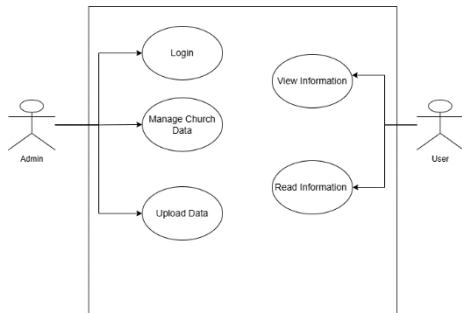 Login
View Information
Manage Church
Data
Admin
User
Read Information
Upload Data